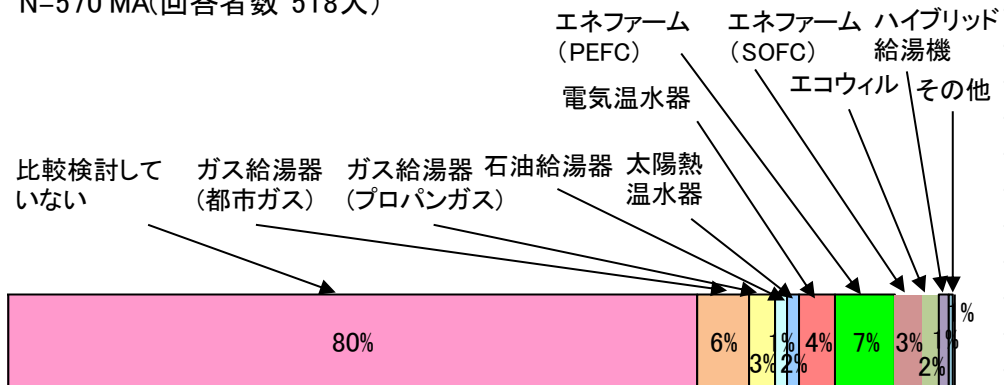 N=570 MA(回答者数 518人)
エネファーム
（PEFC）
エネファーム
（SOFC）
ハイブリッド
給湯機
電気温水器
エコウィル
その他
比較検討して
いない
ガス給湯器
（都市ガス）
ガス給湯器
（プロパンガス）
石油給湯器
太陽熱
温水器
80%
6%
3%
1%
2%
4%
7%
3%
2%
1%
1%